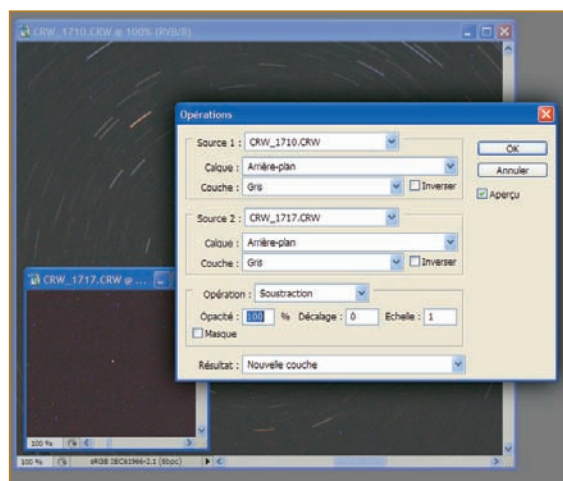 CRW_1710.CRW @ 100% (RVB/8)
Opérations
Source 1 : CRW_1710.CRW
Calque : Arrière-plan
Couche : Gris Inverser
OK
Annuler
Aperçu
Source 2 : CRW_1717.CRW
Calque : Arrière-plan
Couche : Gris Inverser
Opération : Soustraction
Opacité : 100 % Décalage : 0 Echelle : 1
Masque
Résultat : Nouvelle couche
CRW_1717.CRW @ ...
100 %
100 % sRGB IEC61966-2.1 (8bpc)